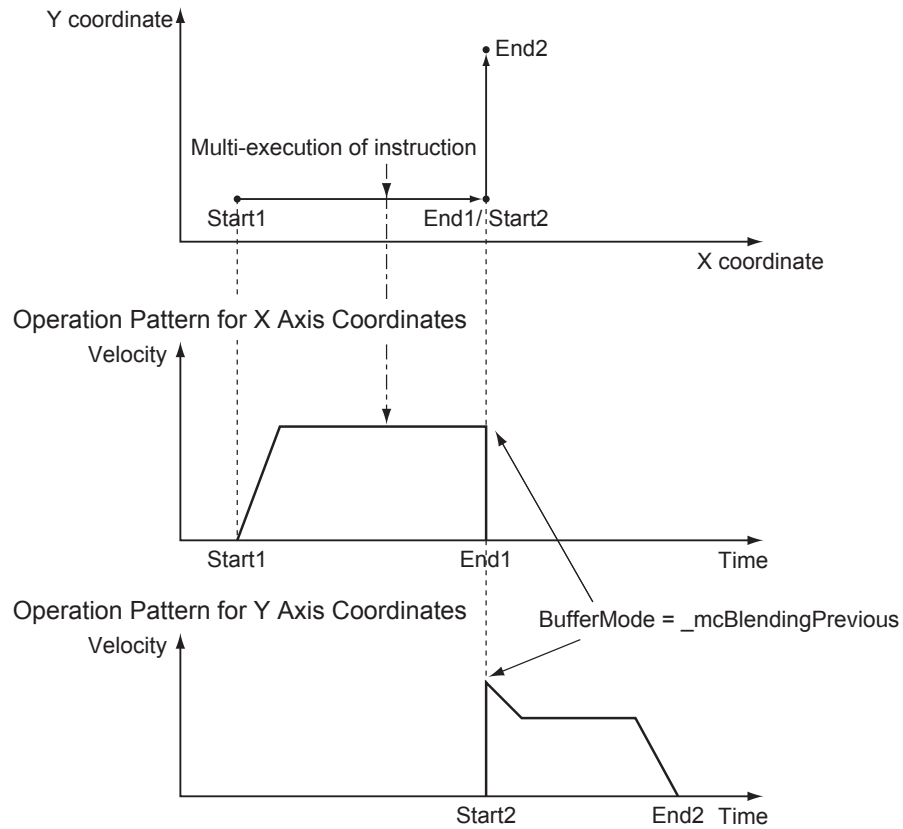 Y coordinate
End2
Multi-execution of instruction
Start1
End1/ Start2
X coordinate
Operation Pattern for X Axis Coordinates
Velocity
Start1
End1
Time
Operation Pattern for Y Axis Coordinates
BufferMode = _mcBlendingPrevious
Velocity
Start2
End2
Time